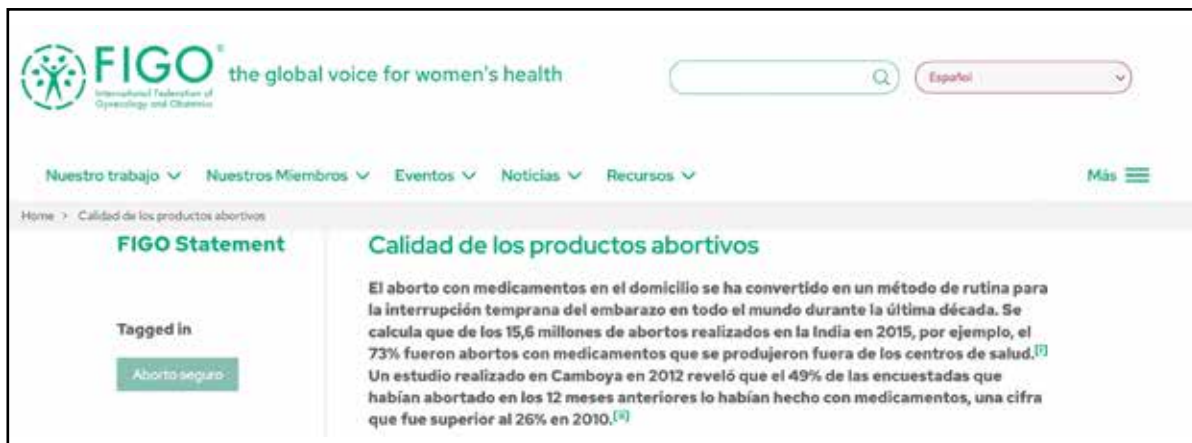 FIGO®
International Federation of
Gynecology and Obstetrics
the global voice for women's health
Español
Nuestro trabajo
Nuestros Miembros
Eventos
Noticias
Recursos
Más
Home > Calidad de los productos abortivos
FIGO Statement
Tagged in
Aborto seguro
Calidad de los productos abortivos
El aborto con medicamentos en el domicilio se ha convertido en un método de rutina para
la interrupción temprana del embarazo en todo el mundo durante la última década. Se
calcula que de los 15,6 millones de abortos realizados en la India en 2015, por ejemplo, el
73% fueron abortos con medicamentos que se produjeron fuera de los centros de salud.[i]
Un estudio realizado en Camboya en 2012 reveló que el 49% de las encuestadas que
habían abortado en los 12 meses anteriores lo habían hecho con medicamentos, una cifra
que fue superior al 26% en 2010.[ii]